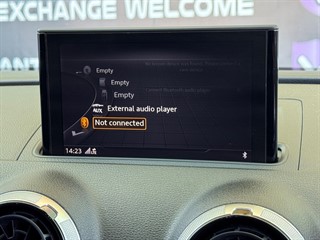 EXCHANGE WELCOME
Empty
Empty
Empty
AUX
External audio player
Not connected
14:23